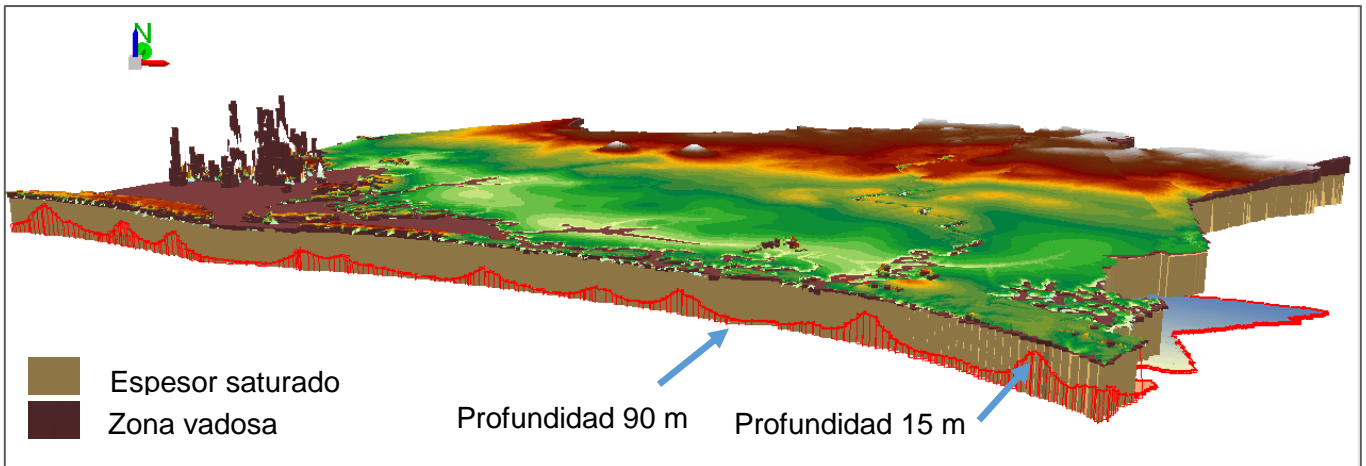 N
Espesor saturado
Zona vadosa
Profundidad 90 m
Profundidad 15 m